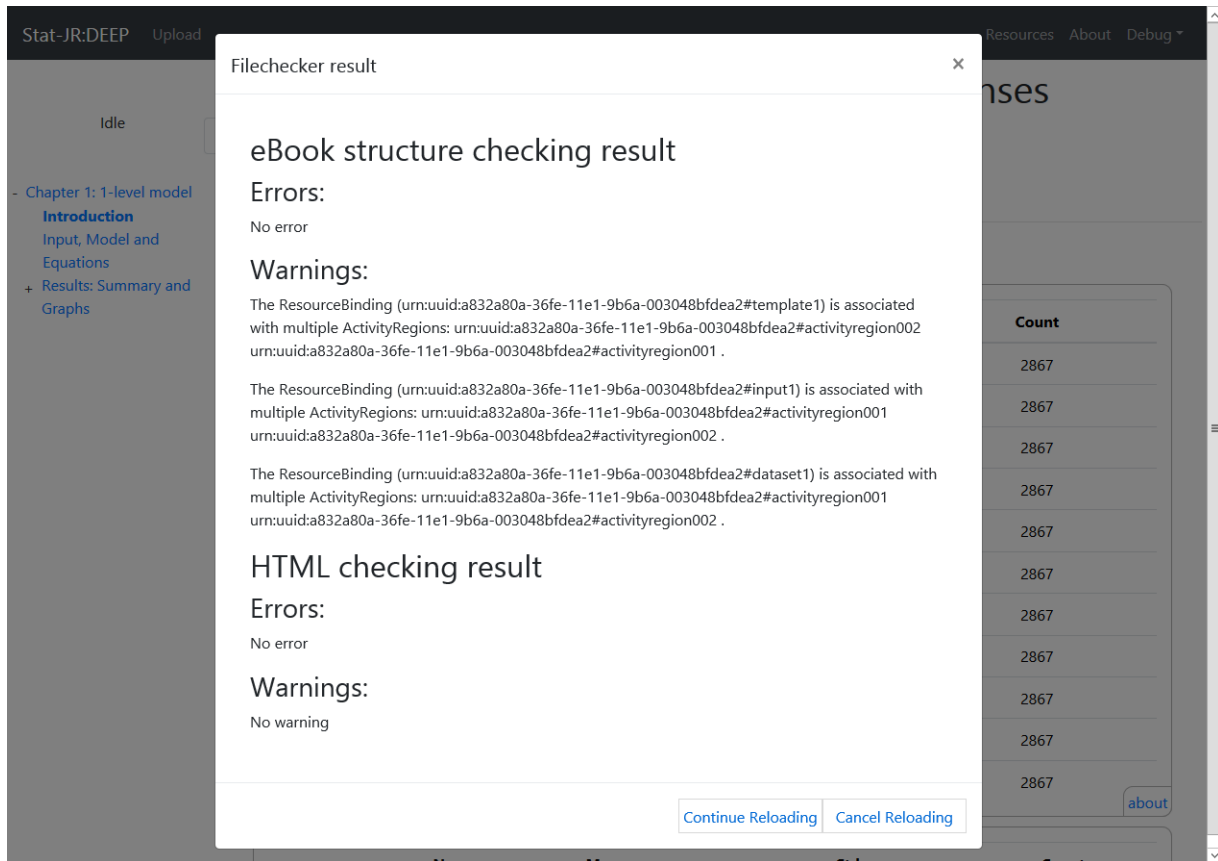 Stat-JR:DEEP Upload Resources About Debug
Filechecker result ×
nses
Idle
- Chapter 1: 1-level model
Introduction
Input, Model and
Equations
+ Results: Summary and
Graphs
eBook structure checking result
Errors:
No error
Warnings:
The ResourceBinding (urn:uuid:a832a80a-36fe-11e1-9b6a-003048bfdea2#template1) is associated
with multiple ActivityRegions: urn:uuid:a832a80a-36fe-11e1-9b6a-003048bfdea2#activityregion002
urn:uuid:a832a80a-36fe-11e1-9b6a-003048bfdea2#activityregion001 .
The ResourceBinding (urn:uuid:a832a80a-36fe-11e1-9b6a-003048bfdea2#input1) is associated with
multiple ActivityRegions: urn:uuid:a832a80a-36fe-11e1-9b6a-003048bfdea2#activityregion001
urn:uuid:a832a80a-36fe-11e1-9b6a-003048bfdea2#activityregion002 .
The ResourceBinding (urn:uuid:a832a80a-36fe-11e1-9b6a-003048bfdea2#dataset1) is associated with
multiple ActivityRegions: urn:uuid:a832a80a-36fe-11e1-9b6a-003048bfdea2#activityregion001
urn:uuid:a832a80a-36fe-11e1-9b6a-003048bfdea2#activityregion002 .
HTML checking result
Errors:
No error
Warnings:
No warning
Continue Reloading Cancel Reloading
Count
2867
2867
2867
2867
2867
2867
2867
2867
2867
2867
2867
about